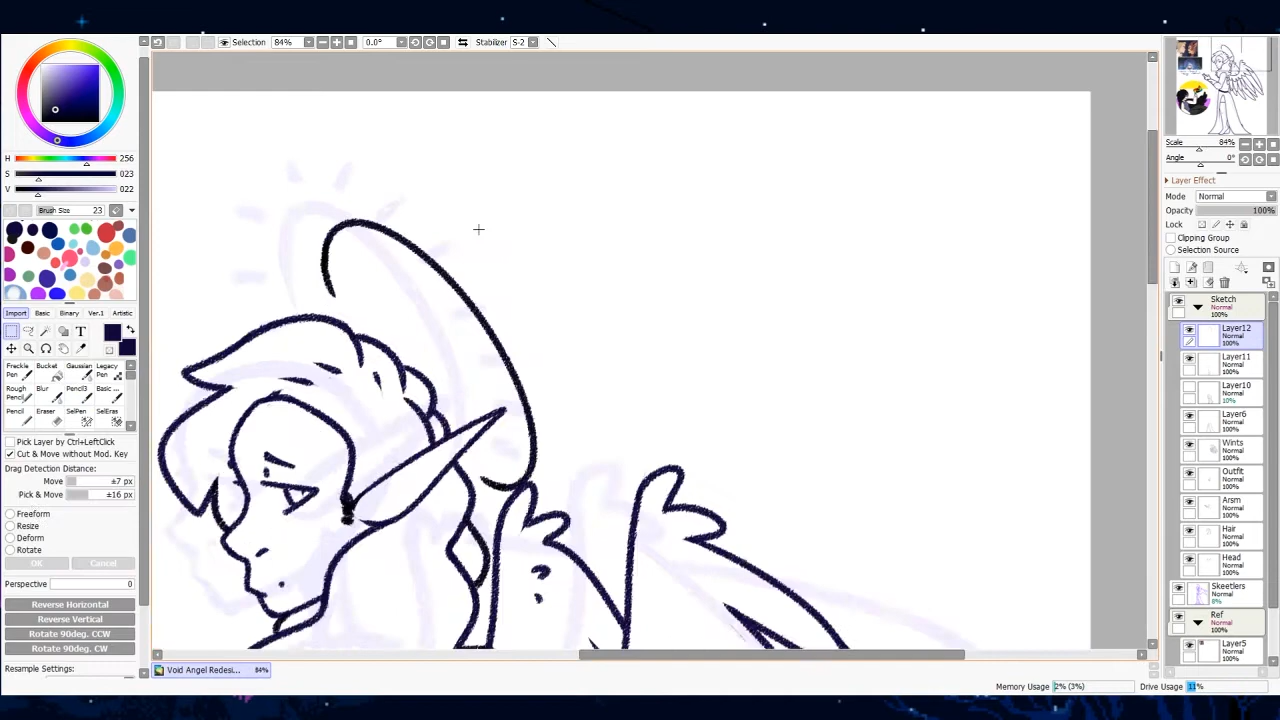 Selection 84% 0.0° Stabilizer S-2
H 256
S 023
V 022
Brush Size 23
Import Basic Binary Ver.1 Artistic
Freckle Pen Bucket Gaussian Legacy Pen
Rough Pencil Blur Pencil3 Basic ...
Pencil Eraser SelPen SelEras
Pick Layer by Ctrl+LeftClick
Cut & Move without Mod. Key
Drag Detection Distance:
Move ±7 px
Pick & Move ±16 px
Freeform
Resize
Deform
Rotate
OK Cancel
Perspective 0
Reverse Horizontal
Reverse Vertical
Rotate 90deg. CCW
Rotate 90deg. CW
Resample Settings:
Void Angel Redesi... 84%
Scale 84%
Angle 0°
Layer Effect
Mode Normal
Opacity 100%
Lock
Clipping Group
Selection Source
Sketch
Normal
100%
Layer12
Normal
100%
Layer11
Normal
100%
Layer10
Normal
10%
Layer6
Normal
100%
Wints
Normal
100%
Outfit
Normal
100%
Arsm
Normal
100%
Hair
Normal
100%
Head
Normal
100%
Skeetlers
Normal
8%
Ref
Normal
100%
Layer5
Normal
100%
Memory Usage 2% (3%) Drive Usage 11%